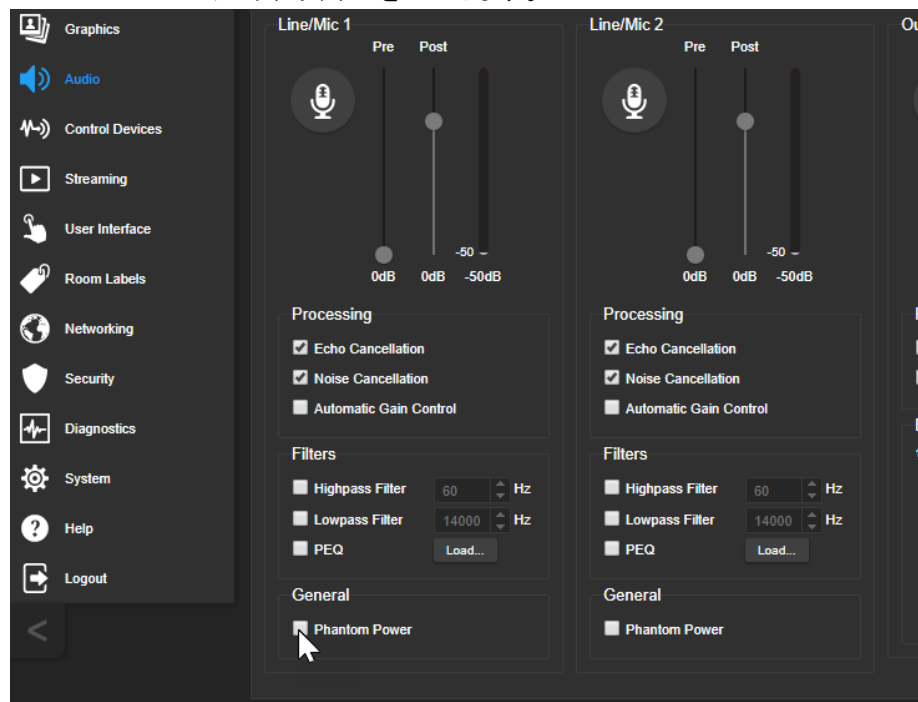 Graphics
Audio
Control Devices
Streaming
User Interface
Room Labels
Networking
Security
Diagnostics
System
? Help
Logout
<
Line/Mic 1
Pre Post
-50
0dB 0dB -50dB
Processing
Echo Cancellation
Noise Cancellation
Automatic Gain Control
Filters
Highpass Filter 60 Hz
Lowpass Filter 14000 Hz
PEQ Load...
General
Phantom Power
Line/Mic 2
Pre Post
-50
0dB 0dB -50dB
Processing
Echo Cancellation
Noise Cancellation
Automatic Gain Control
Filters
Highpass Filter 60 Hz
Lowpass Filter 14000 Hz
PEQ Load...
General
Phantom Power